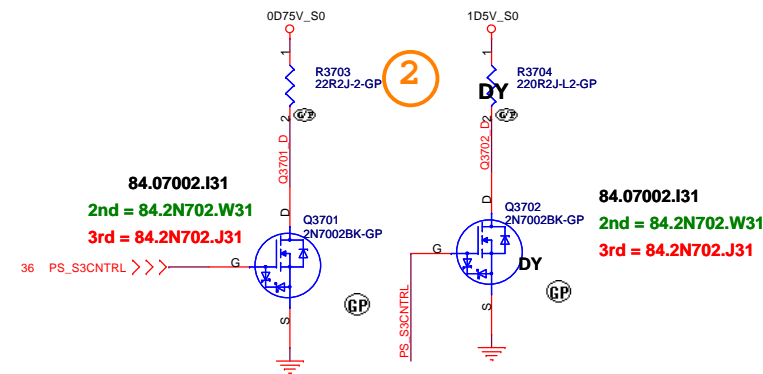 0D75V_S0
1D5V_S0
1
R3703
22R2J-2-GP
2
1
R3704
220R2J-L2-GP
DY
2
G/P
2
G/P
Q3701_D
Q3702_D
84.07002.I31
2nd = 84.2N702.W31
3rd = 84.2N702.J31
D
Q3701
2N7002BK-GP
D
Q3702
2N7002BK-GP
84.07002.I31
2nd = 84.2N702.W31
3rd = 84.2N702.J31
36 PS_S3CNTRL
G
G
DY
GP
GP
S
S
PS_S3CNTRL